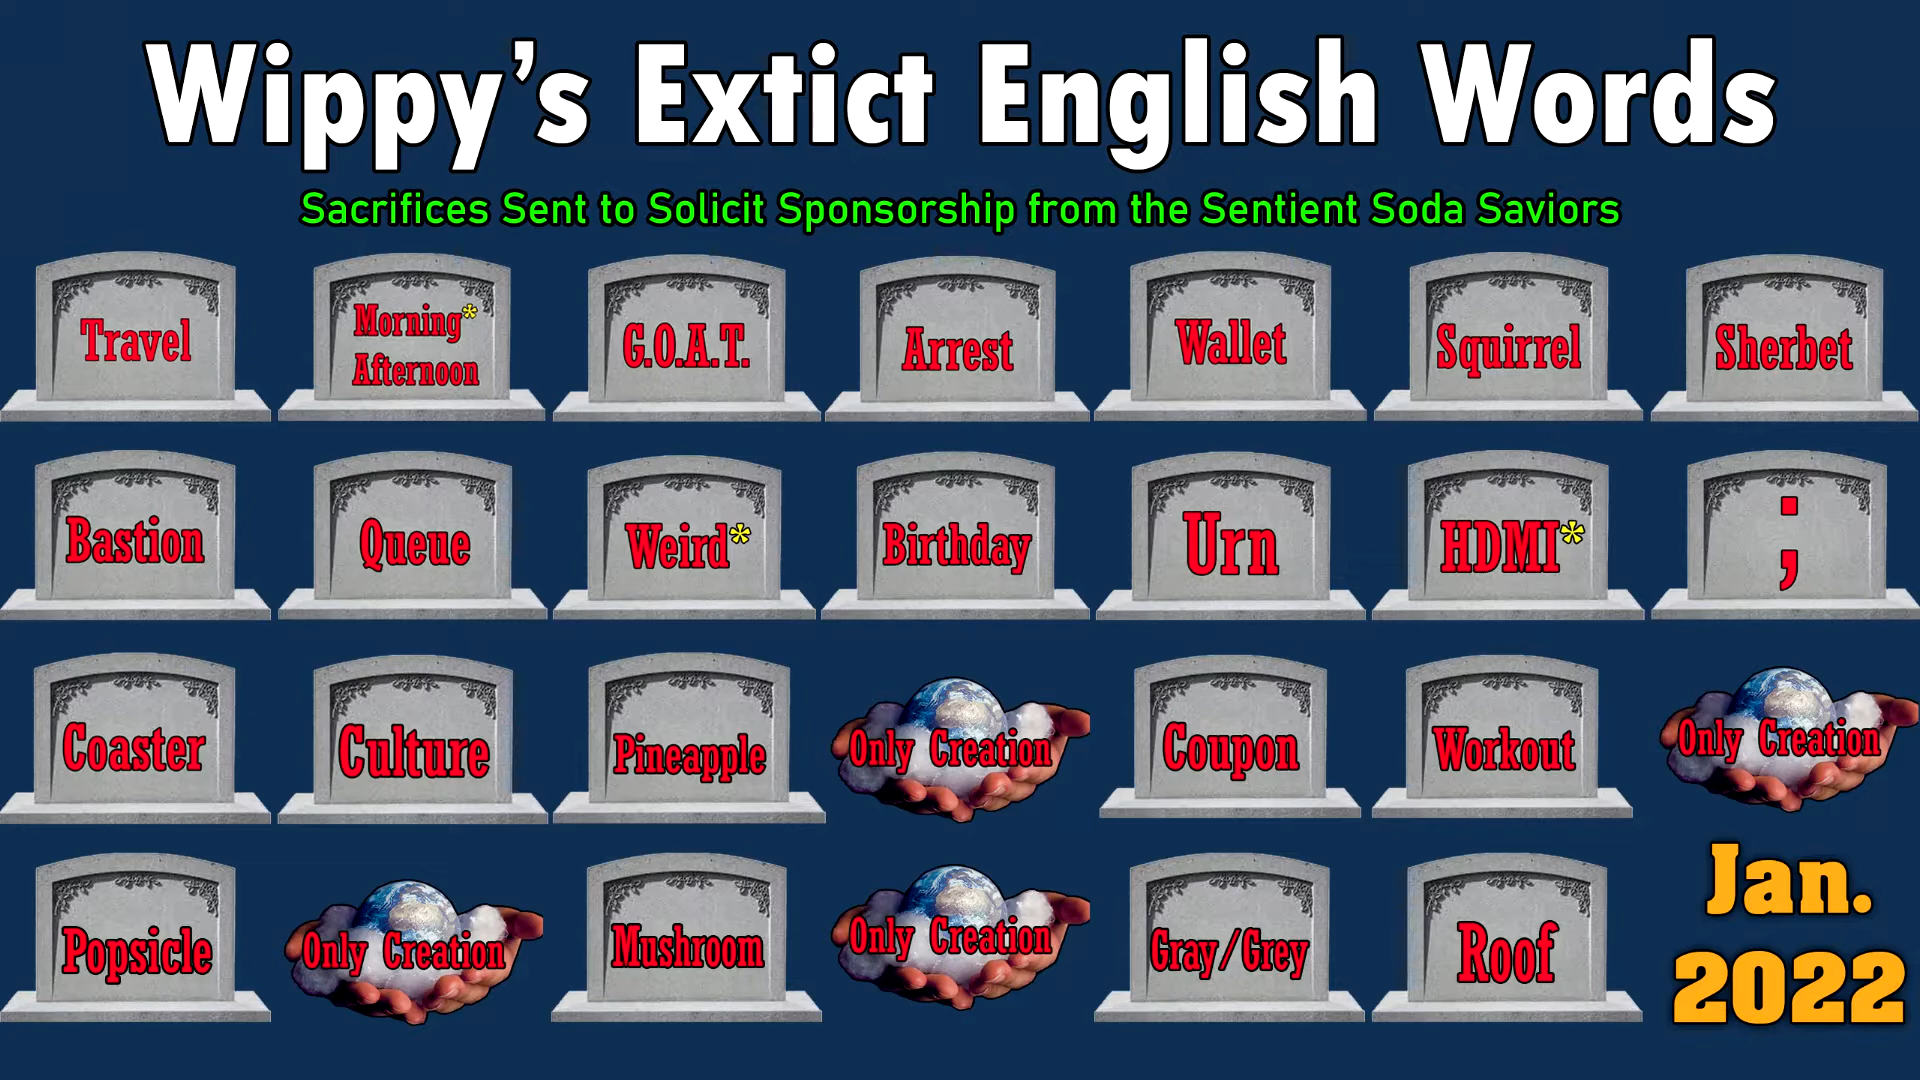 Wippy's Extict English Words
Sacrifices Sent to Solicit Sponsorship from the Sentient Soda Saviors
Travel
Morning*
Afternoon
G.O.A.T.
Arrest
Wallet
Squirrel
Sherbet
Bastion
Queue
Weird*
Birthday
Urn
HDMI*
;
Coaster
Culture
Pineapple
Only Creation
Coupon
Workout
Only Creation
Popsicle
Only Creation
Mushroom
Only Creation
Gray/Grey
Roof
Jan.
2022